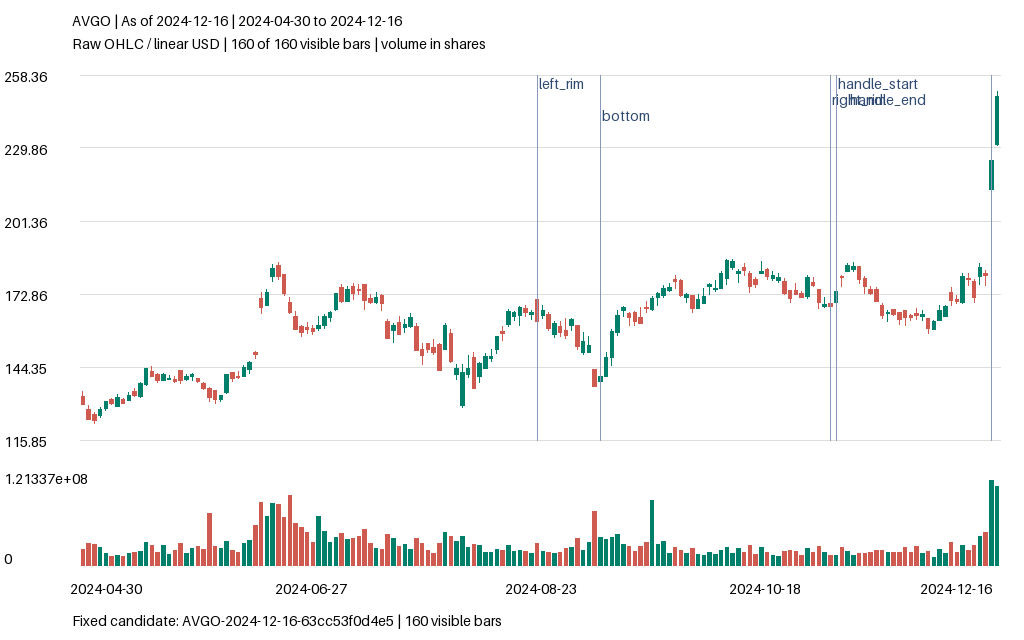 AVGO | As of 2024-12-16 | 2024-04-30 to 2024-12-16
Raw OHLC / linear USD | 160 of 160 visible bars | volume in shares
258.36
left_rim
handle_start
right_rim
handle_end
bottom
229.86
201.36
172.86
144.35
115.85
1.21337e+08
0
2024-04-30
2024-06-27
2024-08-23
2024-10-18
2024-12-16
Fixed candidate: AVGO-2024-12-16-63cc53f0d4e5 | 160 visible bars